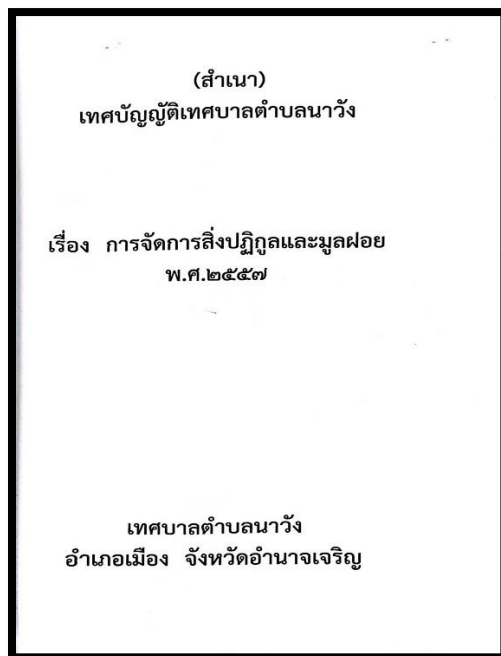 (สำเนา)
เทศบัญญัติเทศบาลตำบลนาวัง
เรื่อง การจัดการสิ่งปฏิกูลและมูลฝอย
พ.ศ.๒๕๕๗
เทศบาลตำบลนาวัง
อำเภอเมือง จังหวัดอำนาจเจริญ